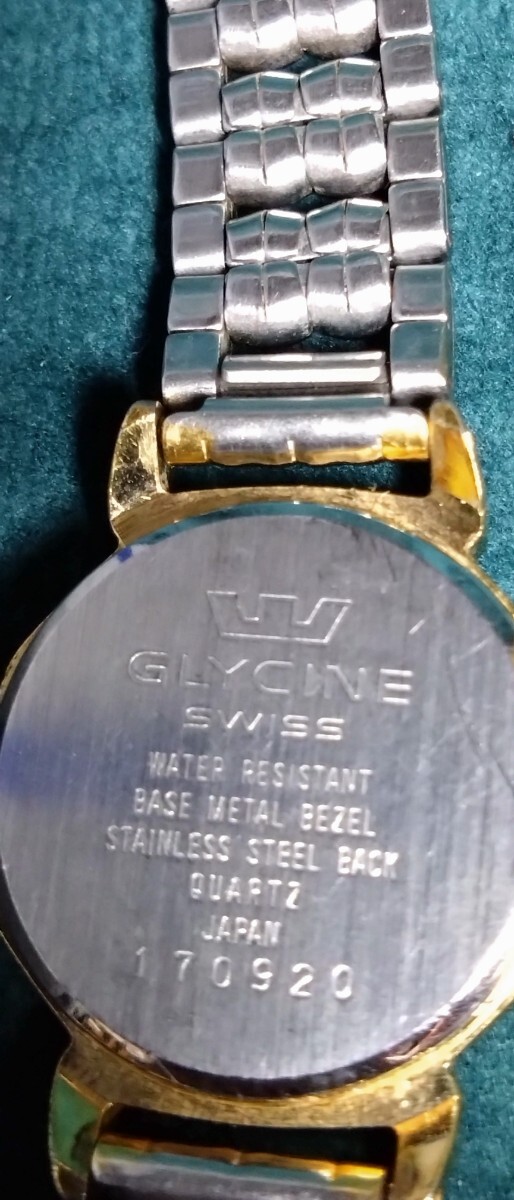 GLYCINE
SWISS
WATER RESISTANT
BASE METAL BEZEL
STAINLESS STEEL BACK
QUARTZ
JAPAN
170920